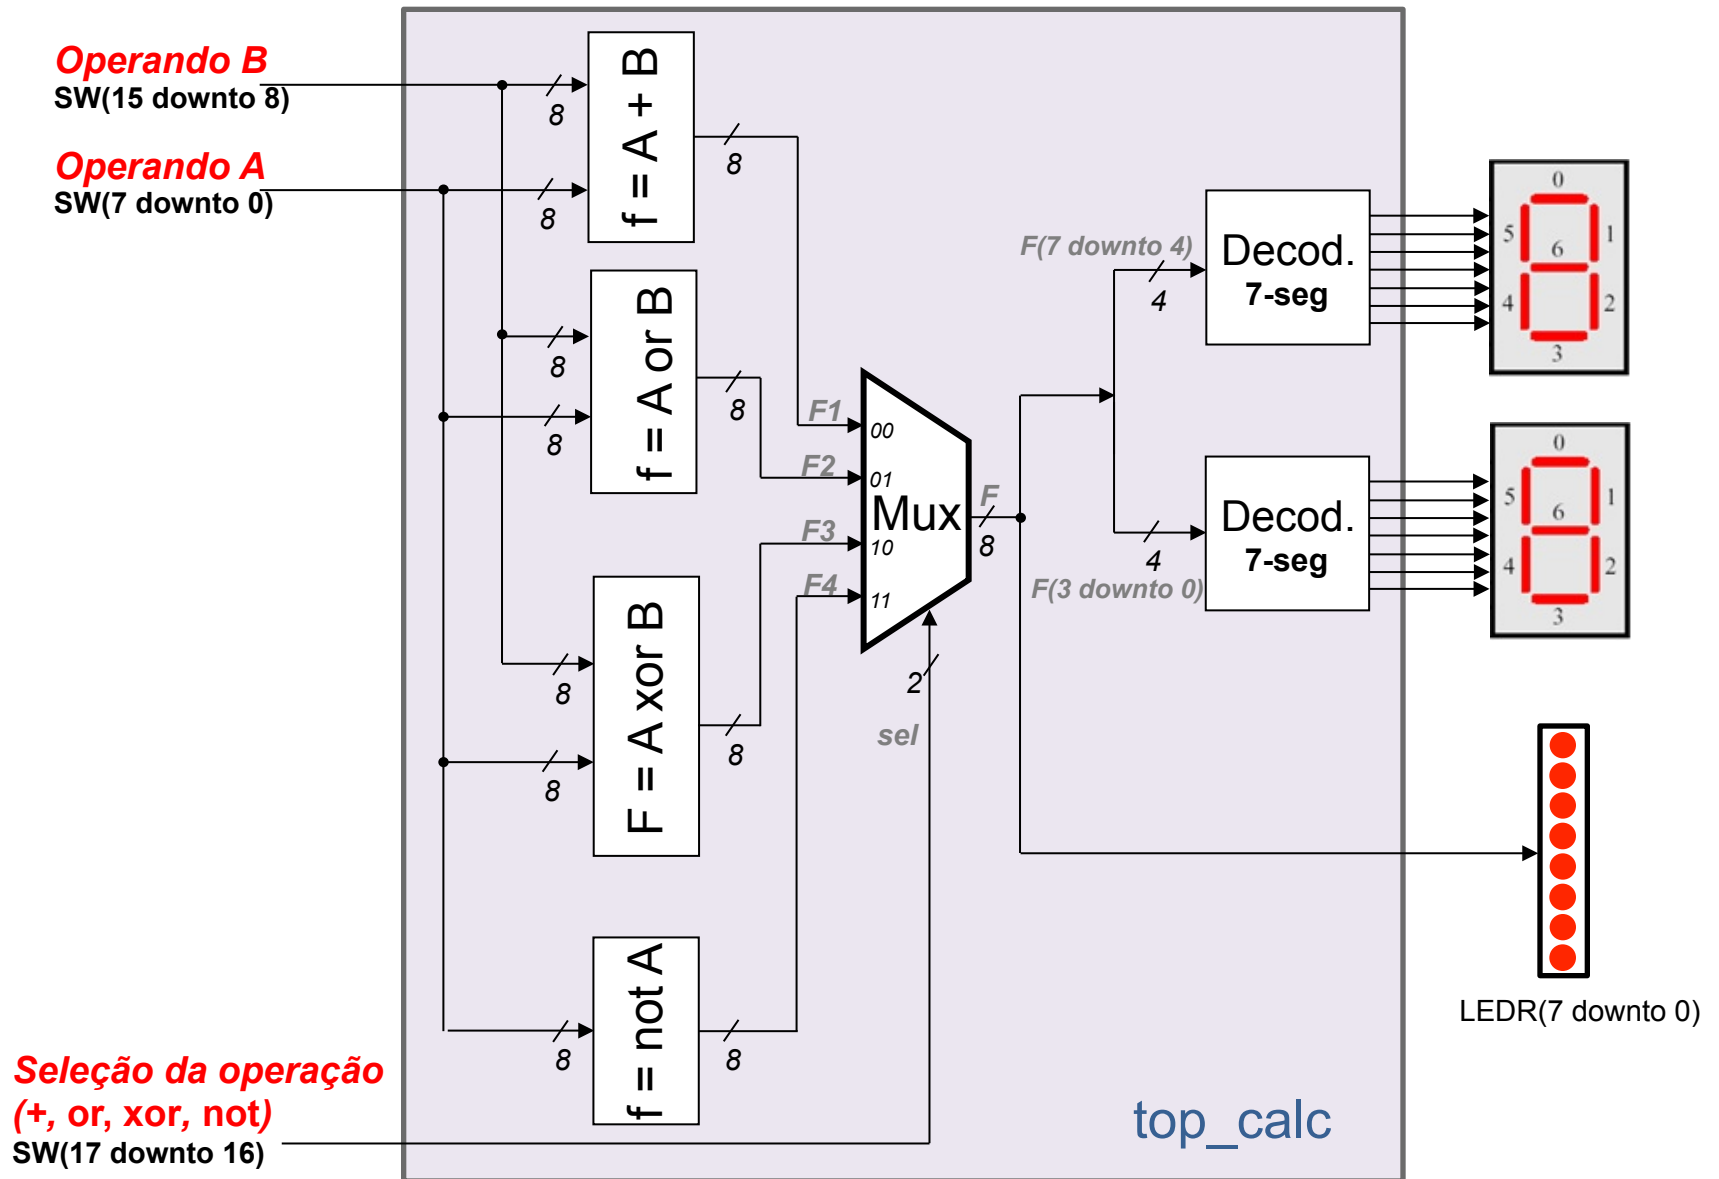 Operando B
SW(15 downto 8)
8
Operando A
SW(7 downto 0)
8
f = A + B
8
8
8
f = A or B
8
8
8
F = A xor B
8
8
f = not A
8
F1
F2
F3
F4
00
01
10
11
Mux
2
sel
F
8
F(7 downto 4)
4
Decod.
7-seg
F(3 downto 0)
4
Decod.
7-seg
0
5
1
6
4
2
3
0
5
1
6
4
2
3
LEDR(7 downto 0)
Seleção da operação
(+, or, xor, not)
SW(17 downto 16)
top_calc